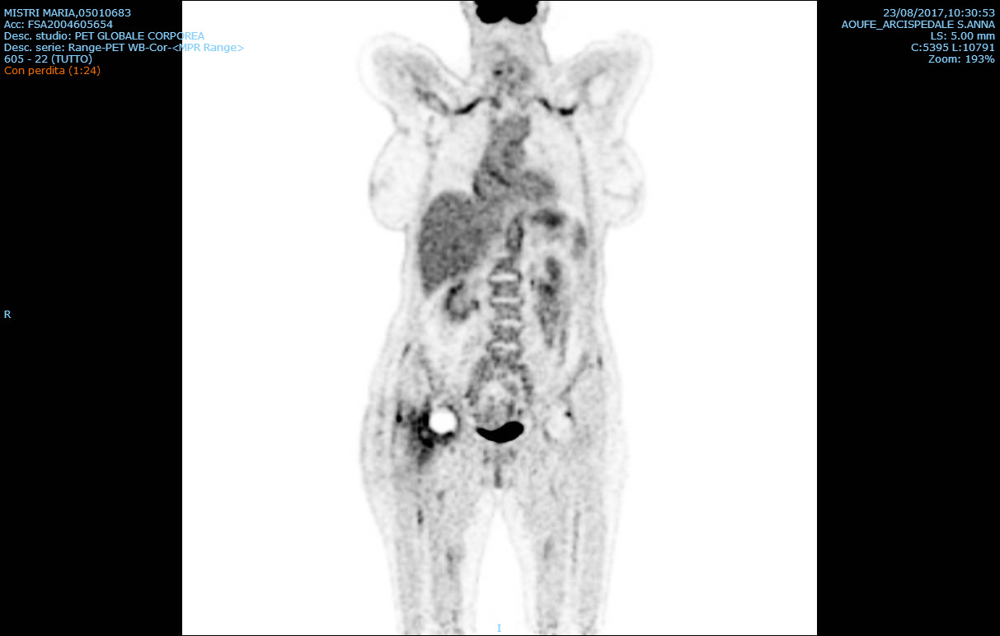 MISTRI MARIA,05010683
Acc: FSA2004605654
Desc. studio: PET GLOBALE CORPOREA
Desc. serie: Range-PET WB-Cor-<MPR Range>
605 - 22 (TUTTO)
Con perdita (1:24)
23/08/2017,10:30:53
AOUFE_ARCISPEDALE S.ANNA
LS: 5.00 mm
C:5395 L:10791
Zoom: 193%
R
I